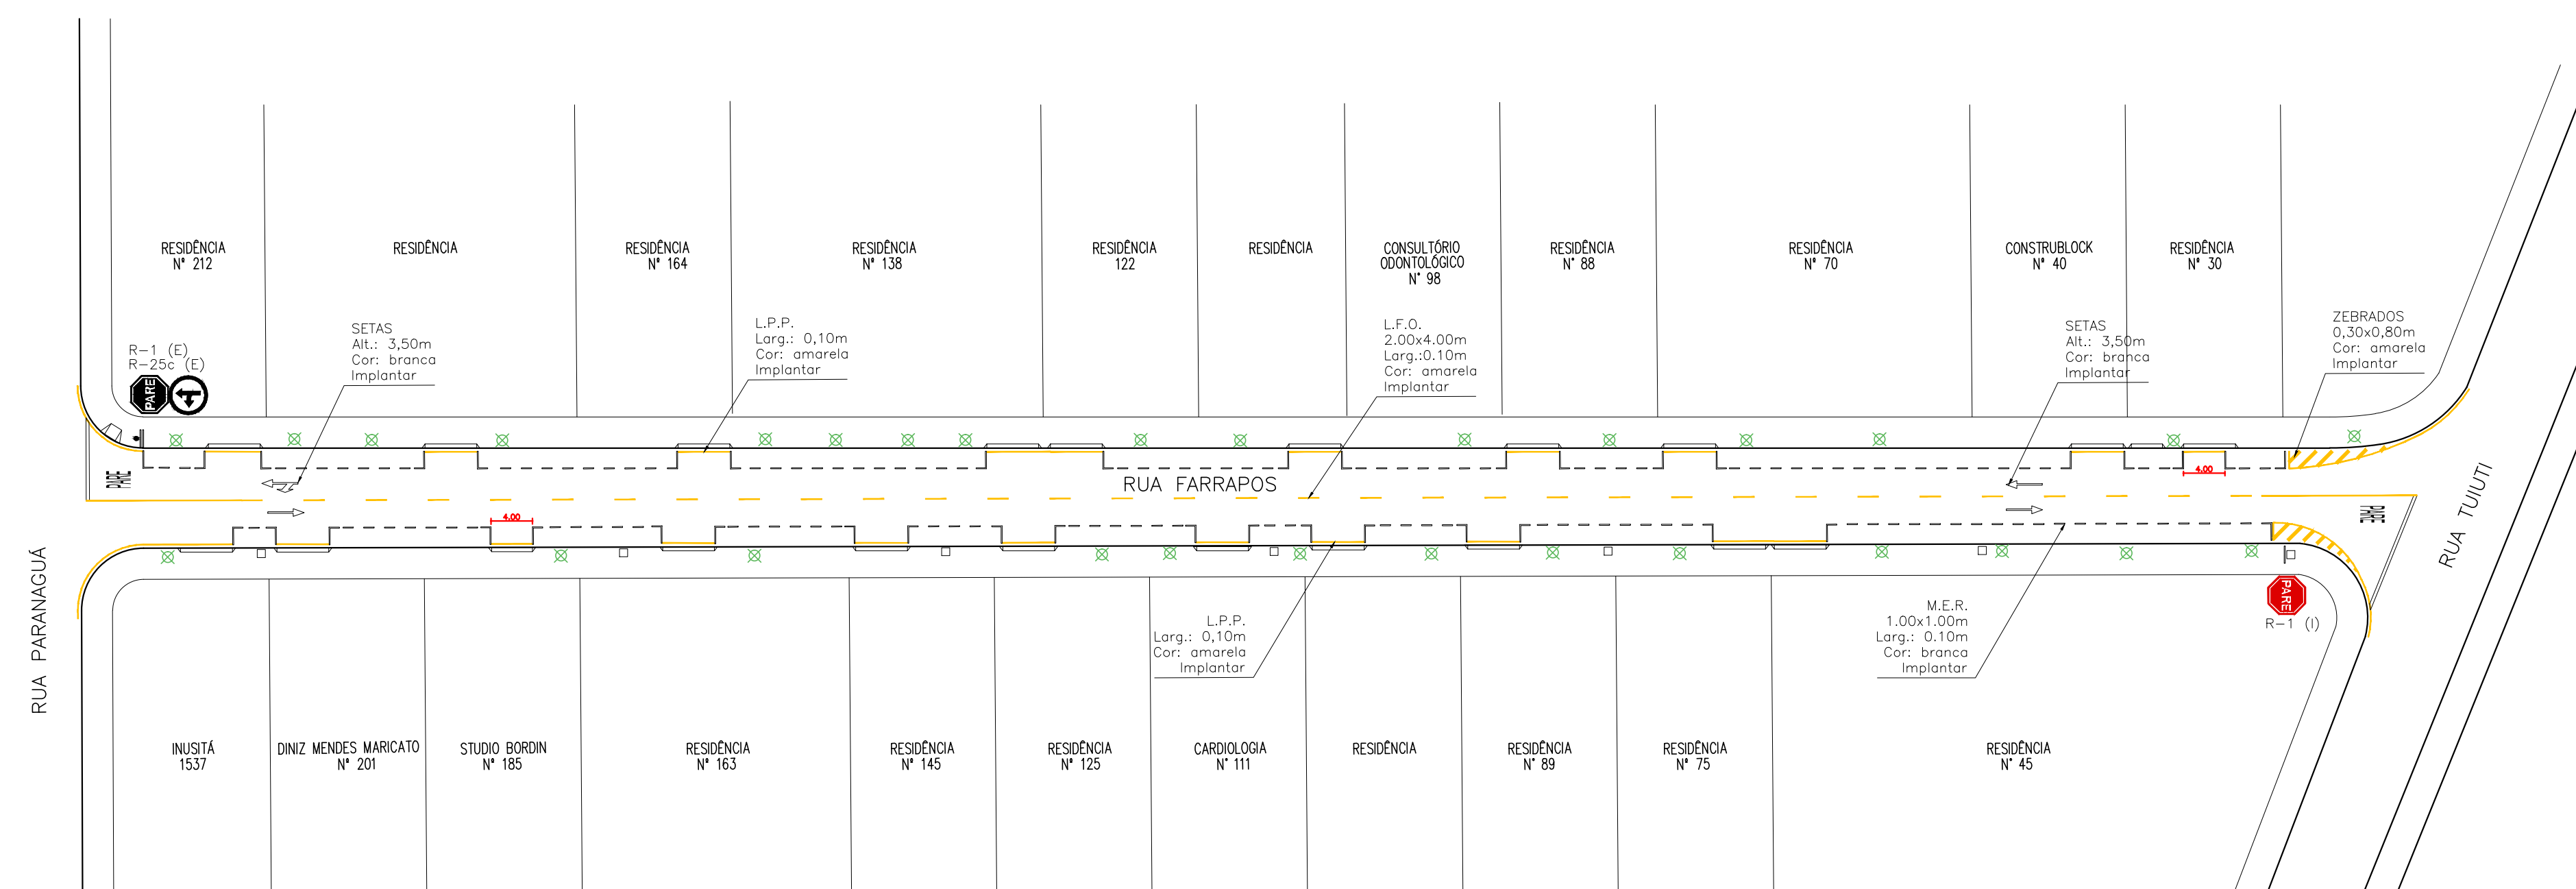 RESIDÊNCIA
Nº 212
RESIDÊNCIA
RESIDÊNCIA
Nº 164
RESIDÊNCIA
Nº 138
RESIDÊNCIA
122
RESIDÊNCIA
CONSULTÓRIO
ODONTOLÓGICO
N° 98
RESIDÊNCIA
N° 88
RESIDÊNCIA
Nº 70
CONSTRUBLOCK
Nº 40
RESIDÊNCIA
Nº 30
R-1 (E)
R-25c (E)
PARE
SETAS
Alt.: 3,50m
Cor: branca
Implantar
L.P.P.
Larg.: 0,10m
Cor: amarela
Implantar
L.F.O.
2.00x4.00m
Larg.:0.10m
Cor: amarela
Implantar
SETAS
Alt.: 3,50m
Cor: branca
Implantar
ZEBRADOS
0,30x0,80m
Cor: amarela
Implantar
PARE
4.00
RUA FARRAPOS
4.00
PARE
RUA TUIUTI
RUA PARANAGUÁ
L.P.P.
Larg.: 0,10m
Cor: amarela
Implantar
M.E.R.
1.00x1.00m
Larg.: 0.10m
Cor: branca
Implantar
PARE
R-1 (I)
INUSITÁ
1537
DINIZ MENDES MARICATO
Nº 201
STUDIO BORDIN
Nº 185
RESIDÊNCIA
Nº 163
RESIDÊNCIA
Nº 145
RESIDÊNCIA
Nº 125
CARDIOLOGIA
N° 111
RESIDÊNCIA
RESIDÊNCIA
N° 89
RESIDÊNCIA
Nº 75
RESIDÊNCIA
N° 45